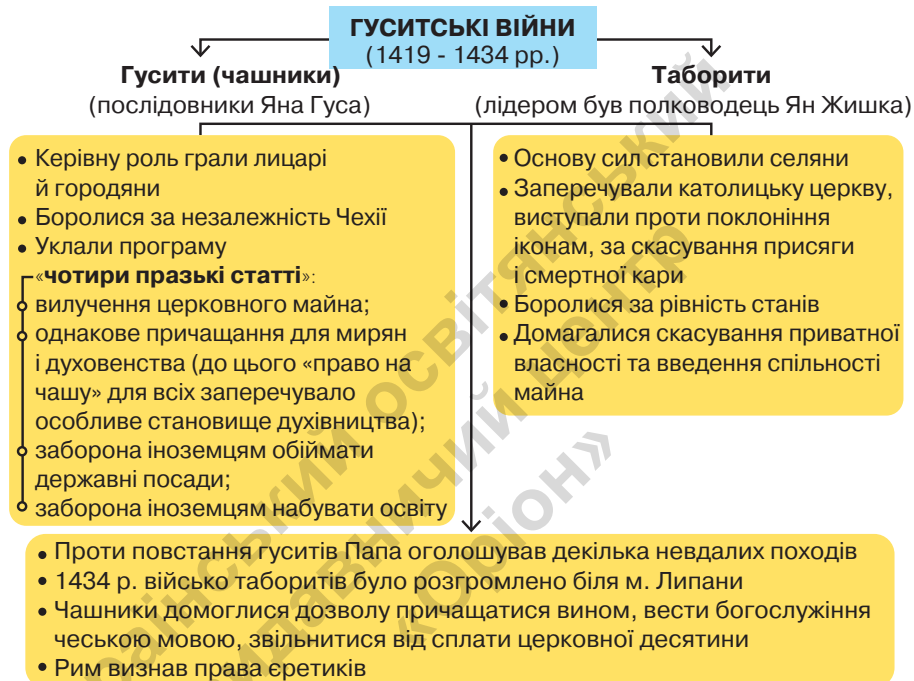 ГУСИТСЬКІ ВІЙНИ
(1419 - 1434 рр.)
Гусити (чашники)
(послідовники Яна Гуса)
Таборити
(лідером був полководець Ян Жишка)
• Керівну роль грали лицарі
й городяни
• Боролися за незалежність Чехії
• Уклали програму
«чотири празькі статті»:
вилучення церковного майна;
однакове причащання для мирян
і духовенства (до цього «право на
чашу» для всіх заперечувало
особливе становище духівництва);
заборона іноземцям обіймати
державні посади;
заборона іноземцям набувати освіту
• Основу сил становили селяни
• Заперечували католицьку церкву,
виступали проти поклоніння
іконам, за скасування присяги
і смертної кари
• Боролися за рівність станів
• Домагалися скасування приватної
власності та введення спільності
майна
• Проти повстання гуситів Папа оголошував декілька невдалих походів
• 1434 р. військо таборитів було розгромлено біля м. Липани
• Чашники домоглися дозволу причащатися вином, вести богослужіння
чеською мовою, звільнитися від сплати церковної десятини
• Рим визнав права єретиків
український освітянський
видавничий центр
«Оріон»